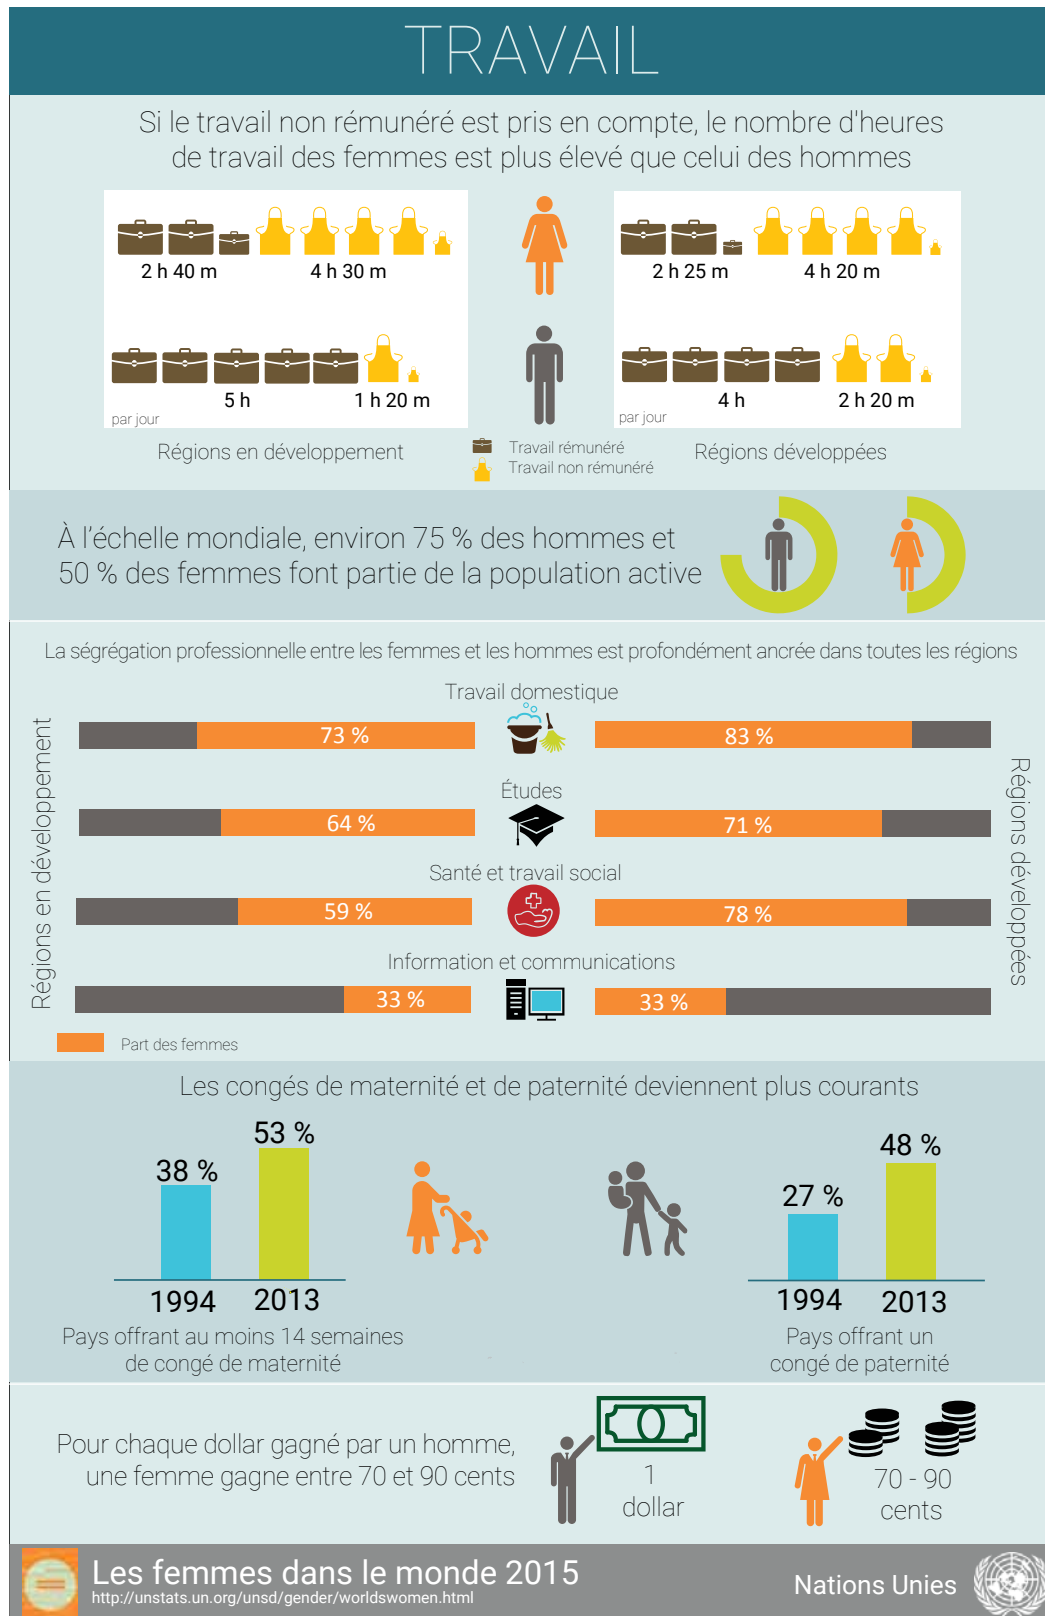 TRAVAIL
Si le travail non rémunéré est pris en compte, le nombre d'heures
de travail des femmes est plus élevé que celui des hommes
2 h 40 m
4 h 30 m
2 h 25 m
4 h 20 m
5 h
1 h 20 m
par jour
4 h
2 h 20 m
par jour
Régions en développement
Travail rémunéré
Travail non rémunéré
Régions développées
À l'échelle mondiale, environ 75 % des hommes et
50 % des femmes font partie de la population active
La ségrégation professionnelle entre les femmes et les hommes est profondément ancrée dans toutes les régions
Régions en développement
Régions développées
Travail domestique
73 %
83 %
Études
64 %
71 %
Santé et travail social
59 %
78 %
Information et communications
33 %
33 %
Part des femmes
Les congés de maternité et de paternité deviennent plus courants
38 %
53 %
1994
2013
Pays offrant au moins 14 semaines
de congé de maternité
27 %
48 %
1994
2013
Pays offrant un
congé de paternité
Pour chaque dollar gagné par un homme,
une femme gagne entre 70 et 90 cents
1
dollar
70 - 90
cents
Les femmes dans le monde 2015
http://unstats.un.org/unsd/gender/worldswomen.html
Nations Unies